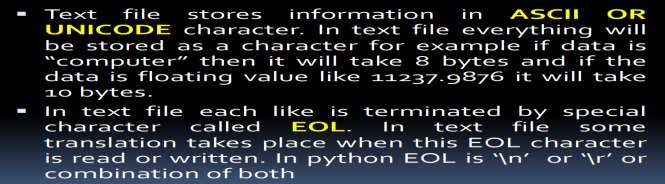 ▪ Text file stores information in ASCII OR
UNICODE character. In text file everything will
be stored as a character for example if data is
“computer” then it will take 8 bytes and if the
data is floating value like 11237.9876 it will take
10 bytes.
▪ In text file each like is terminated by special
character called EOL. In text file some
translation takes place when this EOL character
is read or written. In python EOL is ‘\n’ or ‘\r’ or
combination of both